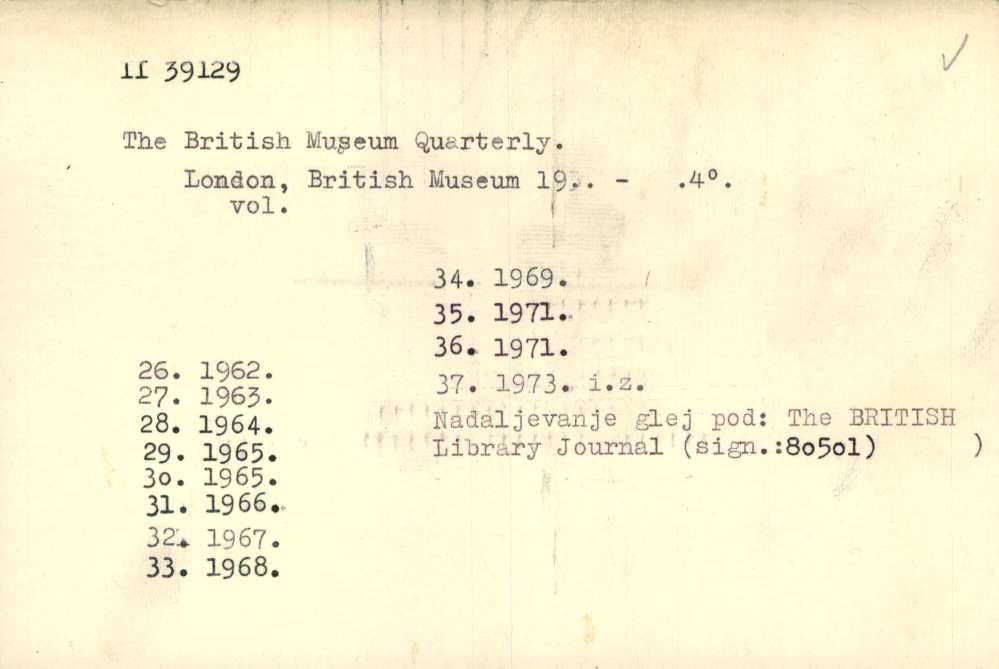 II 39129
The British Museum Quarterly.
London, British Museum 19 . - .4°.
vol.
26. 1962.
27. 1963.
28. 1964.
29. 1965.
3o. 1965.
31. 1966.
32. 1967.
33. 1968.
34. 1969.
35. 1971.
36. 1971.
37. 1973. i.z.
Nadaljevanje glej pod: The BRITISH
Library Journal (sign.:8o5o1) )